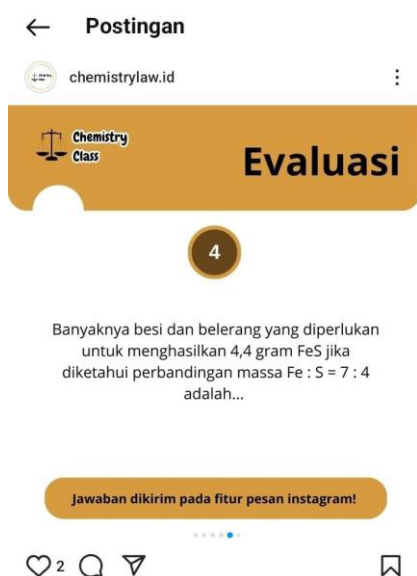 Postingan
chemistrylaw.id
Chemistry
Class
Evaluasi
4
Banyaknya besi dan belerang yang diperlukan
untuk menghasilkan 4,4 gram FeS jika
diketahui perbandingan massa Fe : S = 7 : 4
adalah...
Jawaban dikirim pada fitur pesan instagram!
2